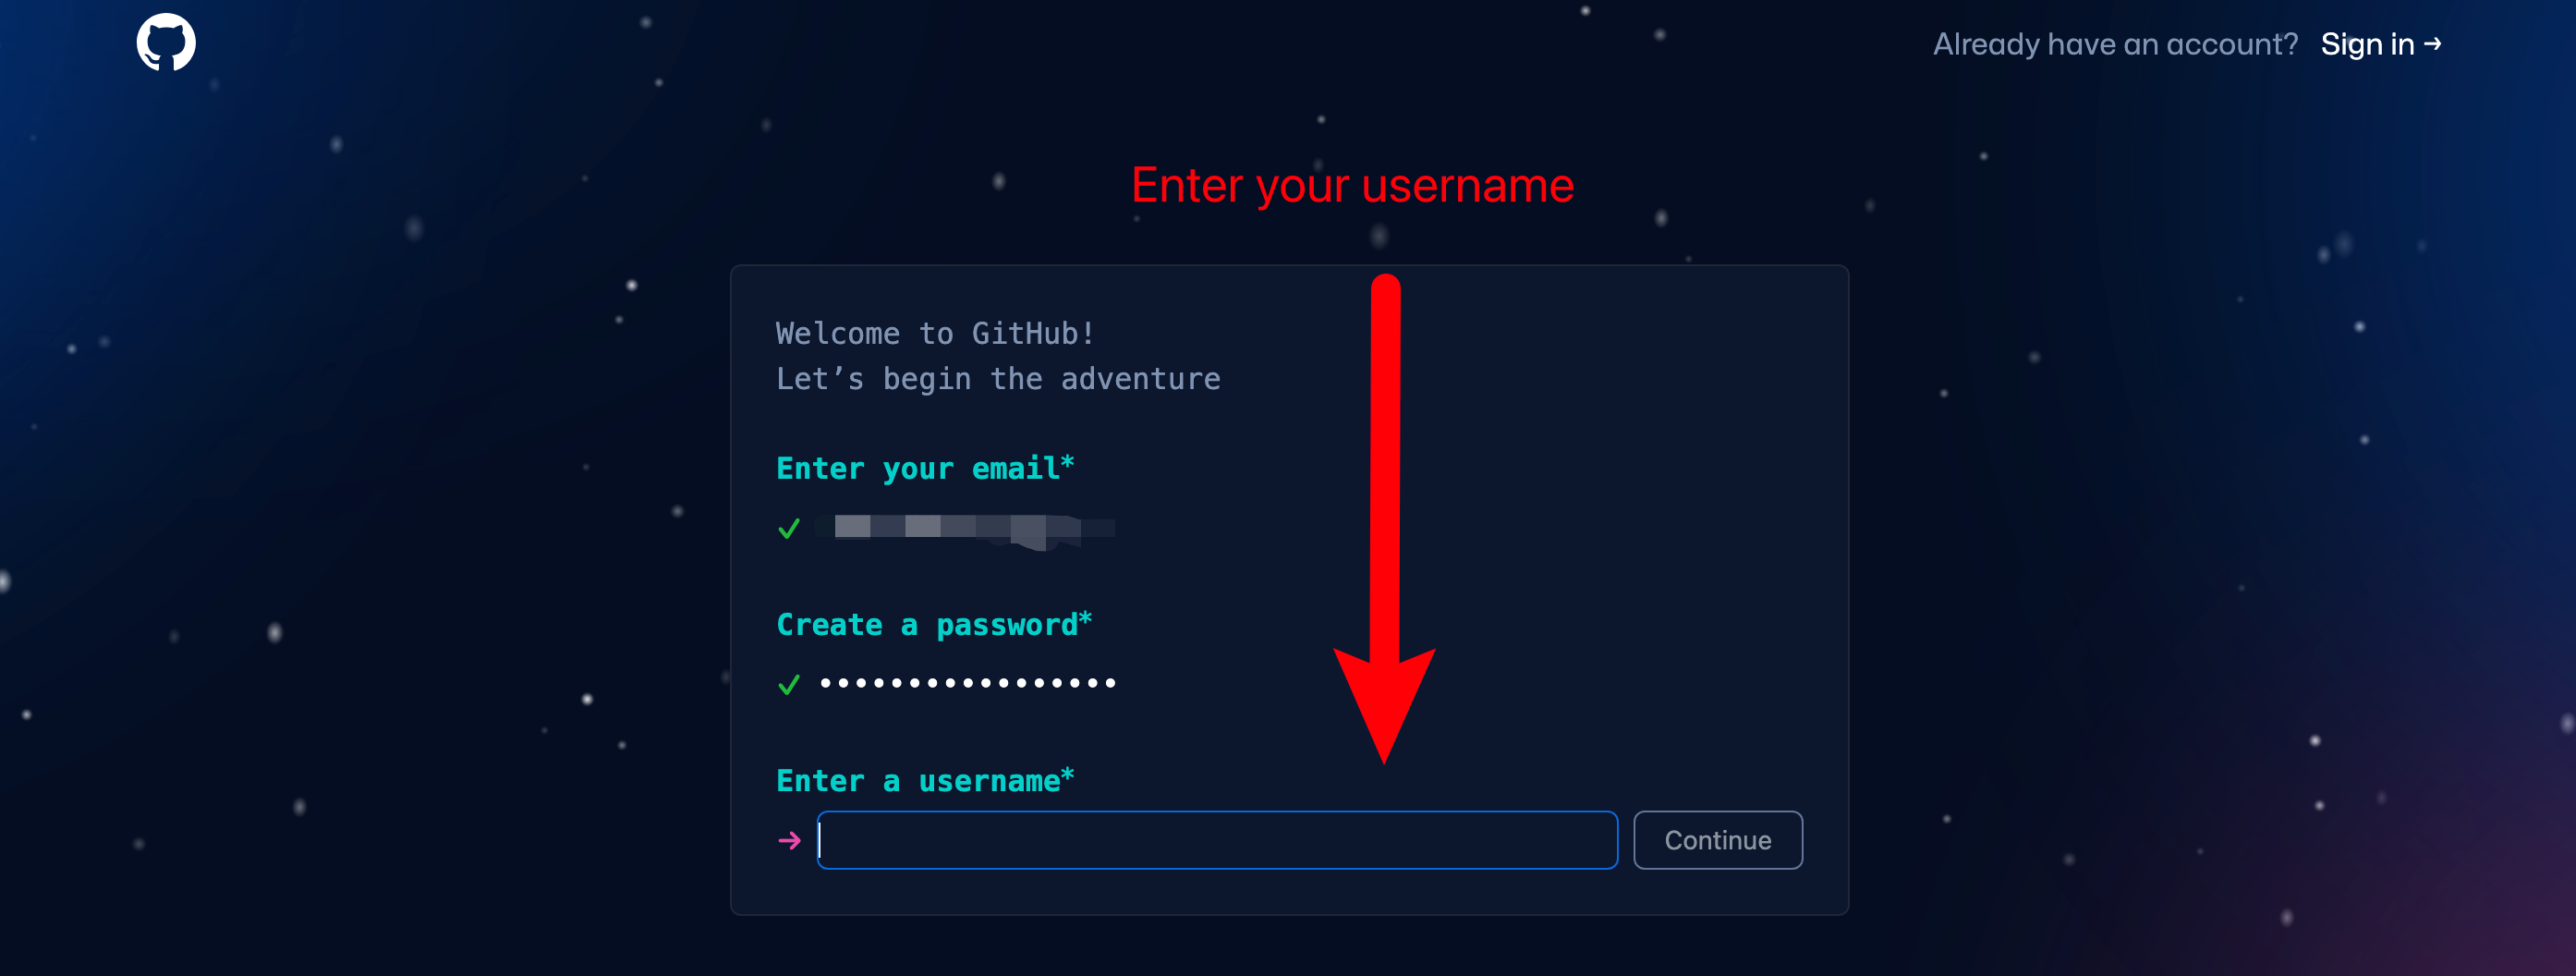 Already have an account? Sign in →
Enter your username
Welcome to GitHub!
Let’s begin the adventure
Enter your email*
Create a password*
•••••••••••••••••
Enter a username*
Continue